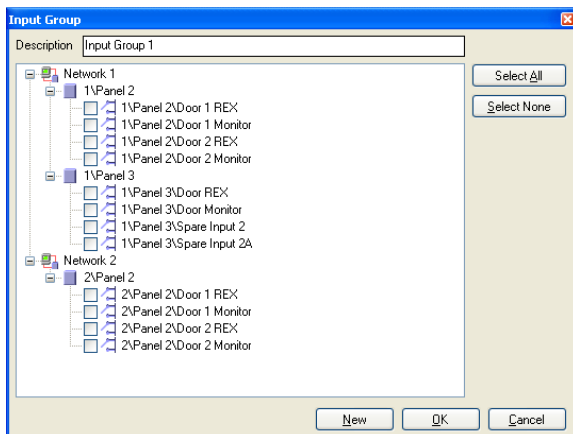 Input Group
Description Input Group 1
Network 1
Select All
1\Panel 2
1\Panel 2\Door 1 REX
Select None
1\Panel 2\Door 1 Monitor
1\Panel 2\Door 2 REX
1\Panel 2\Door 2 Monitor
1\Panel 3
1\Panel 3\Door REX
1\Panel 3\Door Monitor
1\Panel 3\Spare Input 2
1\Panel 3\Spare Input 2A
Network 2
2\Panel 2
2\Panel 2\Door 1 REX
2\Panel 2\Door 1 Monitor
2\Panel 2\Door 2 REX
2\Panel 2\Door 2 Monitor
New OK Cancel